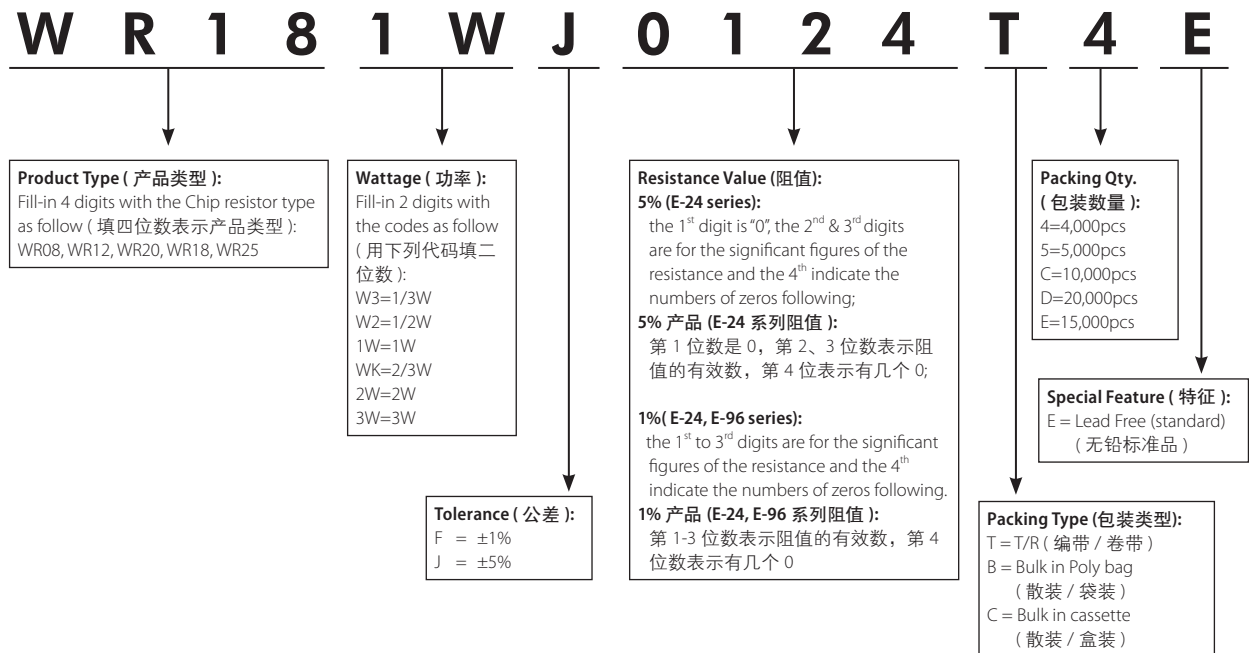 W R 1 8 1 W J 0 1 2 4 T 4 E
Product Type ( 产品类型 ):
Fill-in 4 digits with the Chip resistor type
as follow ( 填四位数表示产品类型 ):
WR08, WR12, WR20, WR18, WR25
Wattage ( 功率 ):
Fill-in 2 digits with
the codes as follow
( 用下列代码填二
位数 ):
W3=1/3W
W2=1/2W
1W=1W
WK=2/3W
2W=2W
3W=3W
Tolerance ( 公差 ):
F = ±1%
J = ±5%
Resistance Value (阻值):
5% (E-24 series):
the 1st digit is “0”, the 2nd & 3rd digits
are for the significant figures of the
resistance and the 4th indicate the
numbers of zeros following;
5% 产品 (E-24 系列阻值 ):
第 1 位数是 0，第 2、3 位数表示阻
值的有效数，第 4 位表示有几个 0;
1%( E-24, E-96 series):
the 1st to 3rd digits are for the significant
figures of the resistance and the 4th
indicate the numbers of zeros following.
1% 产品 (E-24, E-96 系列阻值 ):
第 1-3 位数表示阻值的有效数，第 4
位数表示有几个 0
Packing Qty.
( 包装数量 ):
4=4,000pcs
5=5,000pcs
C=10,000pcs
D=20,000pcs
E=15,000pcs
Special Feature ( 特征 ):
E = Lead Free (standard)
( 无铅标准品 )
Packing Type (包装类型):
T = T/R ( 编带 / 卷带 )
B = Bulk in Poly bag
( 散装 / 袋装 )
C = Bulk in cassette
( 散装 / 盒装 )